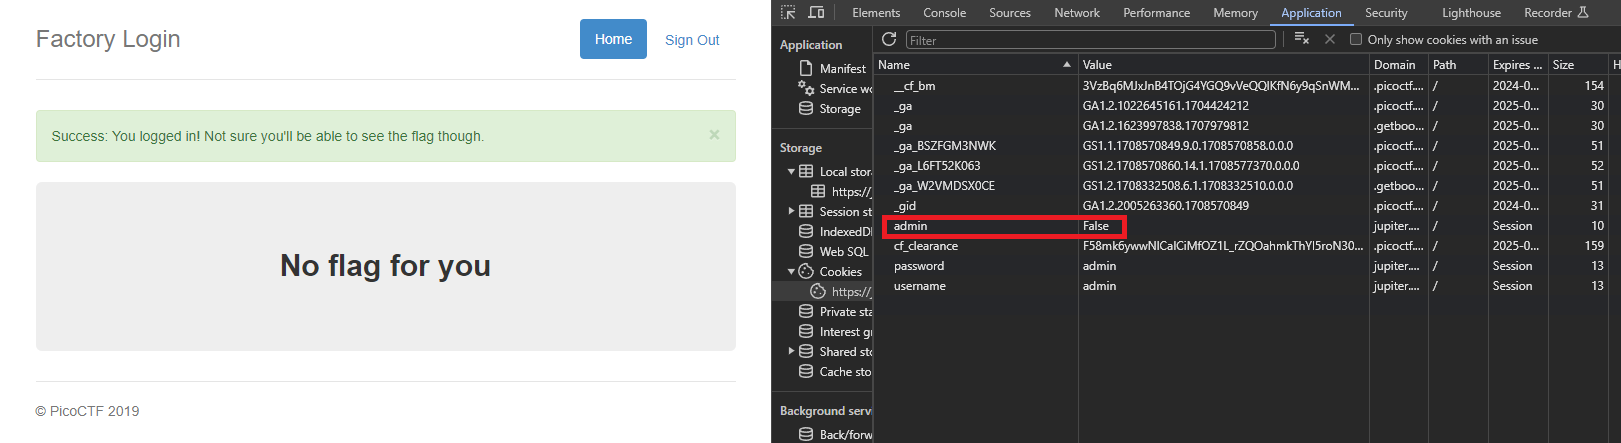 Factory Login
Home
Sign Out
Success: You logged in! Not sure you'll be able to see the flag though.
×
No flag for you
© PicoCTF 2019
Elements Console Sources Network Performance Memory Application Security Lighthouse Recorder
Application
Manifest
Service wo
Storage
Storage
Local stora
https://j
Session st
IndexedDB
Web SQL
Cookies
https://j
Private sta
Interest gr
Shared sto
Cache sto
Background serv
Back/forw
Filter
Only show cookies with an issue
Name Value Domain Path Expires ... Size H
__cf_bm .picoctf.... / 2024-0... 154
_ga GA1.2.1022645161.1704424212 .picoctf.... / 2025-0... 30
_ga GA1.2.1623997838.1707979812 .getboo... / 2025-0... 30
_ga_BSZFGM3NWK GS1.1.1708570849.9.0.1708570858.0.0.0 .picoctf.... / 2025-0... 51
_ga_L6FT52K063 GS1.2.1708570860.14.1.1708577370.0.0.0 .picoctf.... / 2025-0... 52
_ga_W2VMDSX0CE GS1.2.1708332508.6.1.1708332510.0.0.0 .getboo... / 2025-0... 51
_gid GA1.2.2005263360.1708570849 .picoctf.... / 2024-0... 31
admin False jupiter.... / Session 10
cf_clearance .picoctf.... / 2025-0... 159
password admin jupiter.... / Session 13
username admin jupiter.... / Session 13